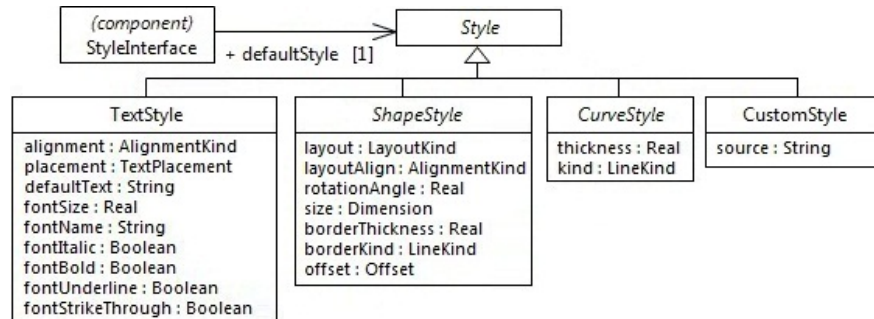 (component)
StyleInterface
+ defaultStyle [1]
Style
TextStyle
alignment : AlignmentKind
placement : TextPlacement
defaultText : String
fontSize : Real
fontName : String
fontItalic : Boolean
fontBold : Boolean
fontUnderline : Boolean
fontStrikeThrough : Boolean
ShapeStyle
layout : LayoutKind
layoutAlign : AlignmentKind
rotationAngle : Real
size : Dimension
borderThickness : Real
borderKind : LineKind
offset : Offset
CurveStyle
thickness : Real
kind : LineKind
CustomStyle
source : String